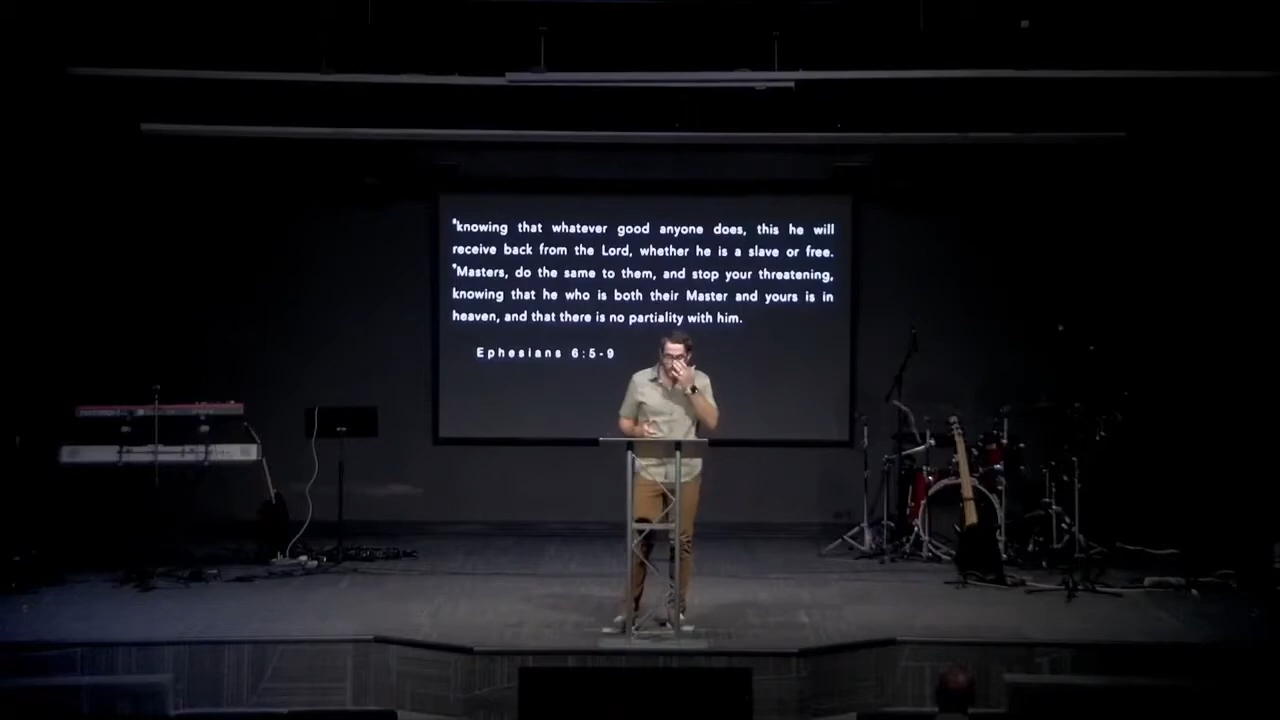 ⁸knowing that whatever good anyone does, this he will
receive back from the Lord, whether he is a slave or free.
⁹Masters, do the same to them, and stop your threatening,
knowing that he who is both their Master and yours is in
heaven, and that there is no partiality with him.
Ephesians 6:5-9